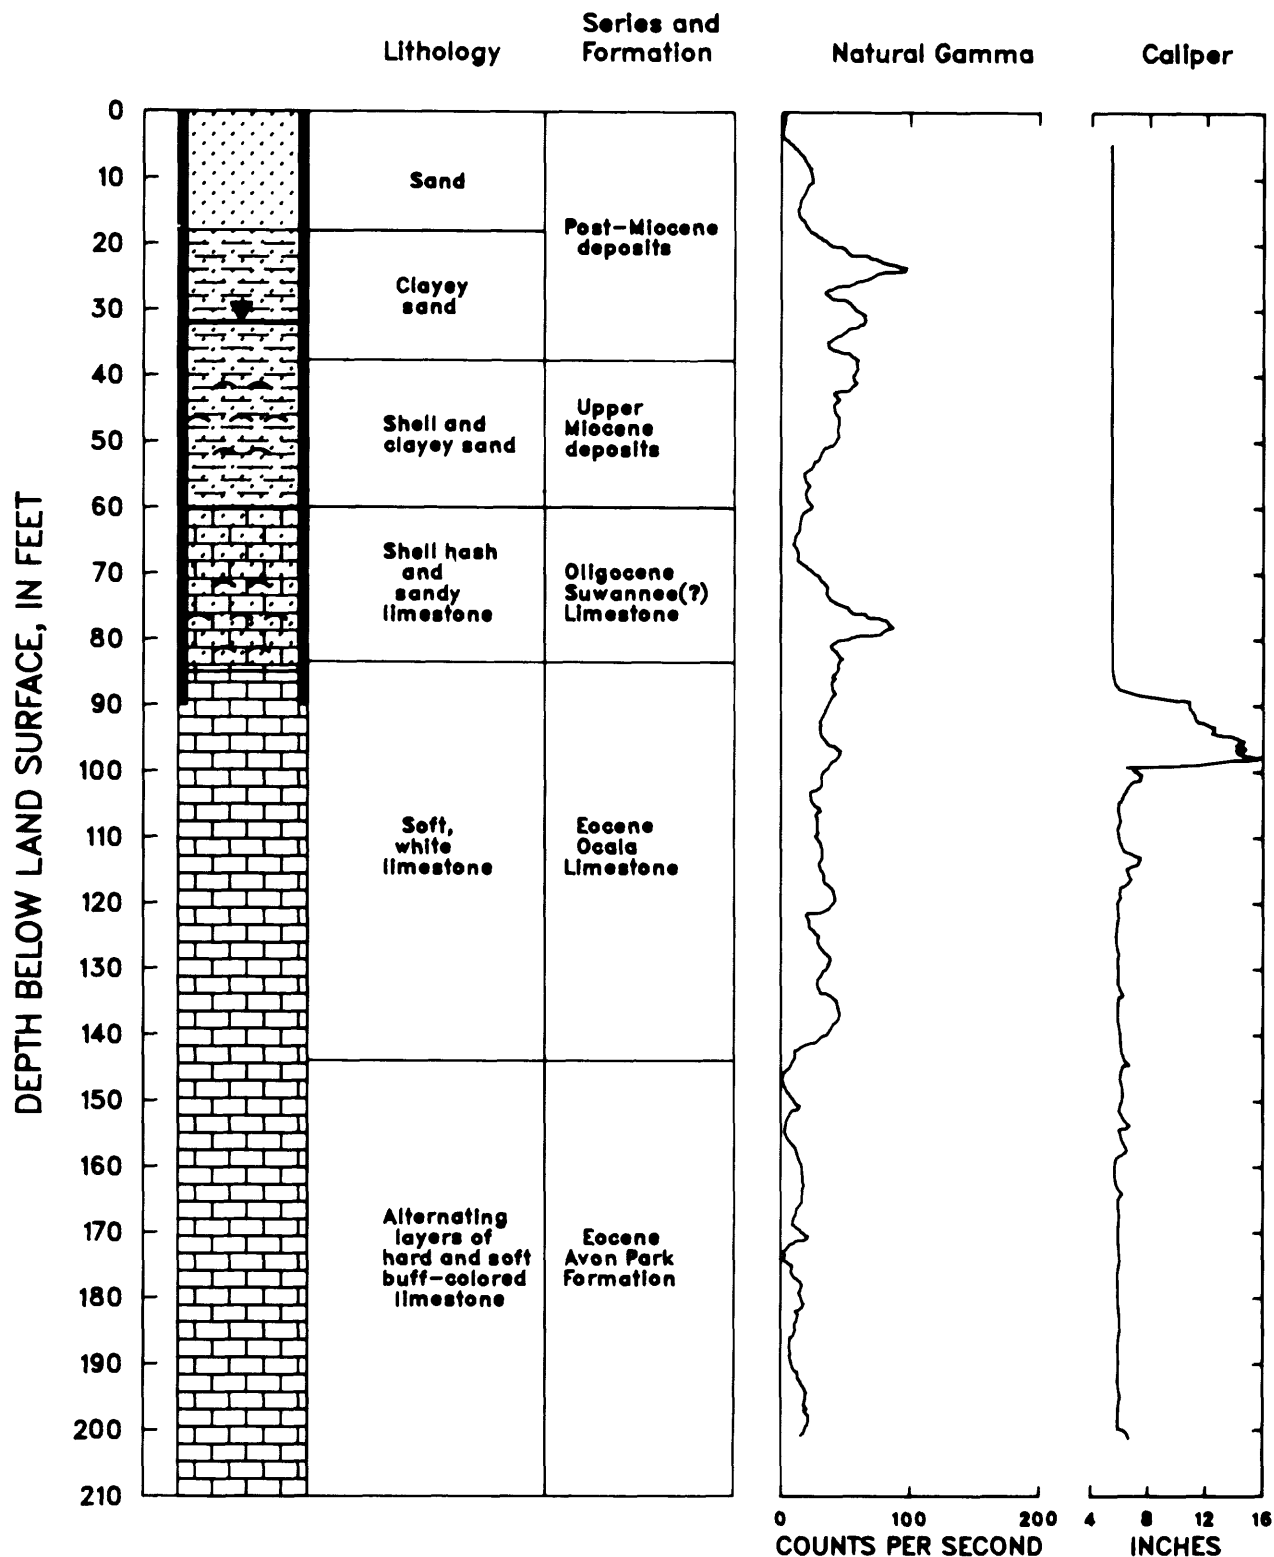 Lithology
Series and
Formation
Natural Gamma
Caliper
DEPTH BELOW LAND SURFACE, IN FEET
0
10
20
30
40
50
60
70
80
90
100
110
120
130
140
150
160
170
180
190
200
210
Sand
Clayey
sand
Shell and
clayey sand
Shell hash
and
sandy
limestone
Soft,
white
limestone
Alternating
layers of
hard and soft
buff-colored
limestone
Post-Miocene
deposits
Upper
Miocene
deposits
Oligocene
Suwannee(?)
Limestone
Eocene
Ocala
Limestone
Eocene
Avon Park
Formation
0 100 200
COUNTS PER SECOND
4 8 12 16
INCHES